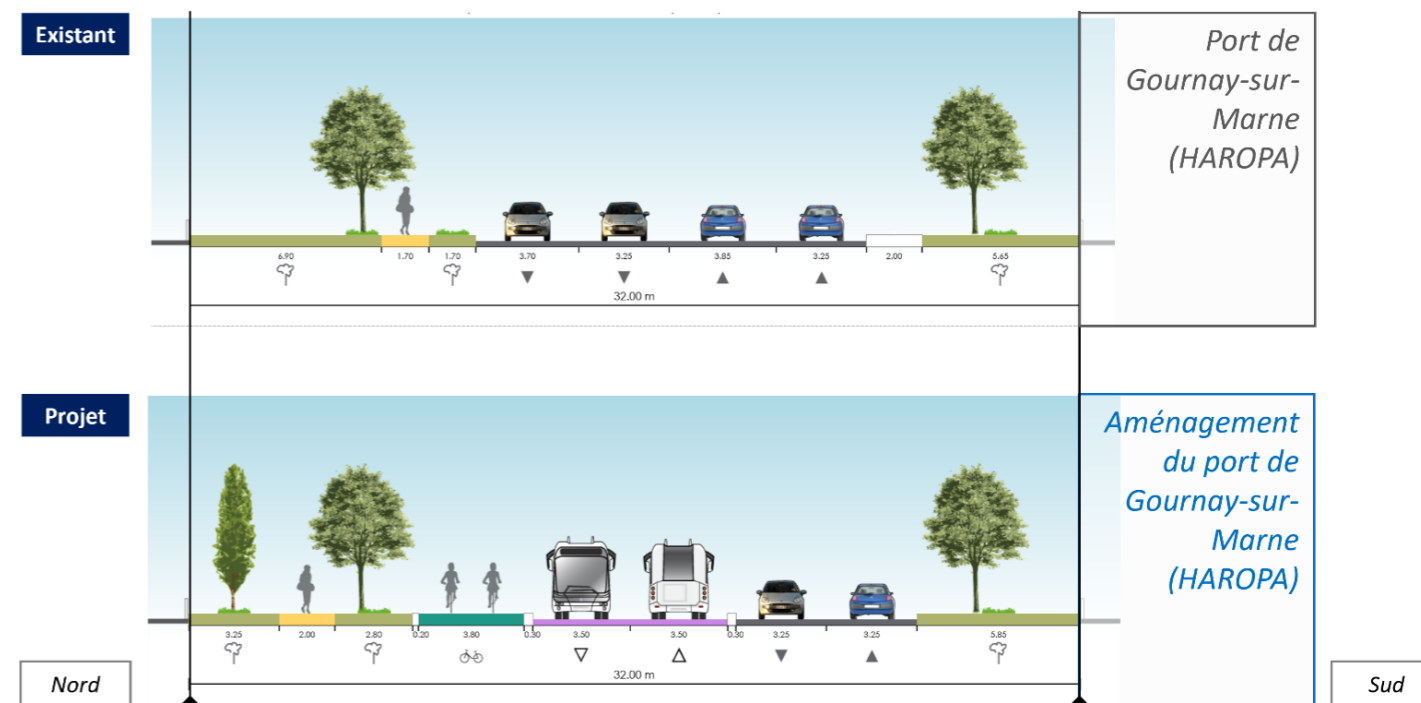 Existant
Port de
Gournay-sur-
Marne
(HAROPA)
6.90 1.70 1.70 3.70 3.25 3.85 3.25 2.00 5.65
32.00 m
Projet
Aménagement
du port de
Gournay-sur-
Marne
(HAROPA)
3.25 2.00 2.80 0.20 3.80 0.30 3.50 3.50 0.30 3.25 3.25 5.85
32.00 m
Nord
Sud